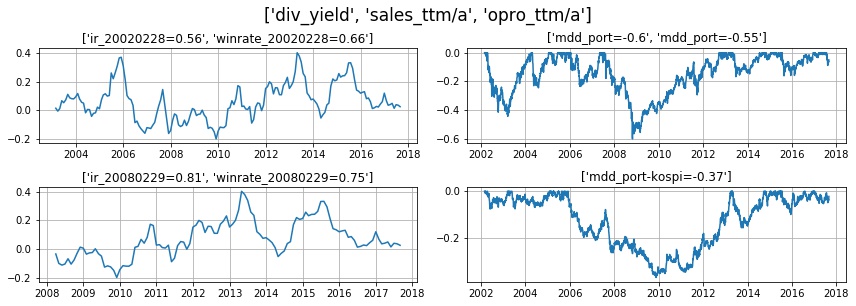 ['div_yield', 'sales_ttm/a', 'opro_ttm/a']
['ir_20020228=0.56', 'winrate_20020228=0.66']
0.4
0.2
0.0
−0.2
2004 2006 2008 2010 2012 2014 2016 2018
['mdd_port=-0.6', 'mdd_port=-0.55']
0.0
−0.2
−0.4
−0.6
2002 2004 2006 2008 2010 2012 2014 2016 2018
['ir_20080229=0.81', 'winrate_20080229=0.75']
0.4
0.2
0.0
−0.2
2008 2009 2010 2011 2012 2013 2014 2015 2016 2017 2018
['mdd_port-kospi=-0.37']
0.0
−0.2
2002 2004 2006 2008 2010 2012 2014 2016 2018